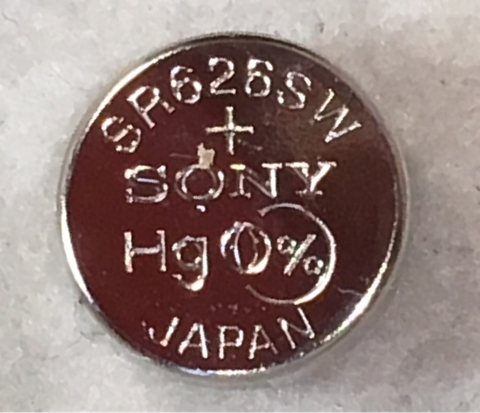 SR626SW
+
SONY
Hg 0%
JAPAN